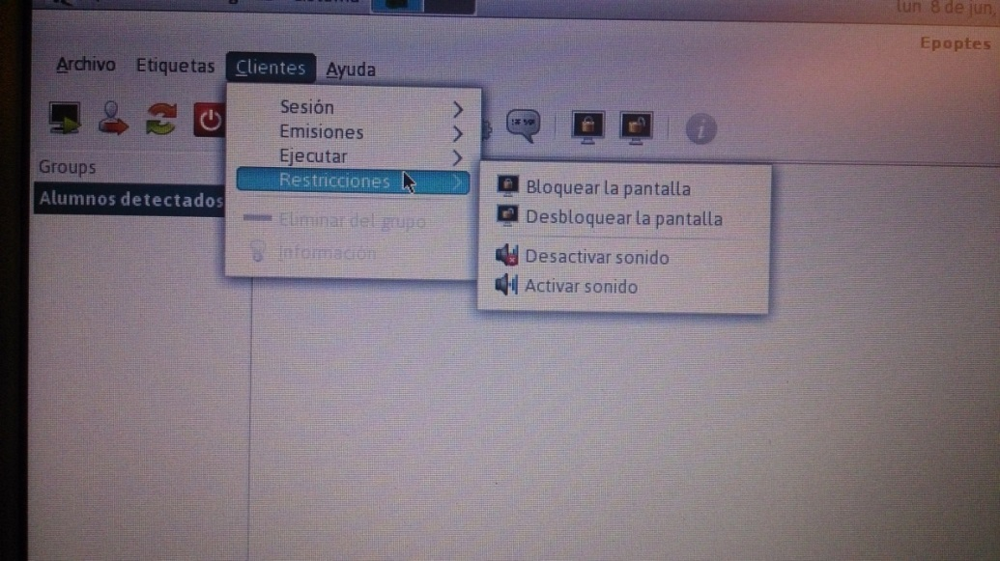 lun 8 de jun,
Epoptes
Archivo Etiquetas Clientes Ayuda
Sesión
Emisiones
Ejecutar
Restricciones
Eliminar del grupo
Información
Groups
Alumnos detectados
Bloquear la pantalla
Desbloquear la pantalla
Desactivar sonido
Activar sonido